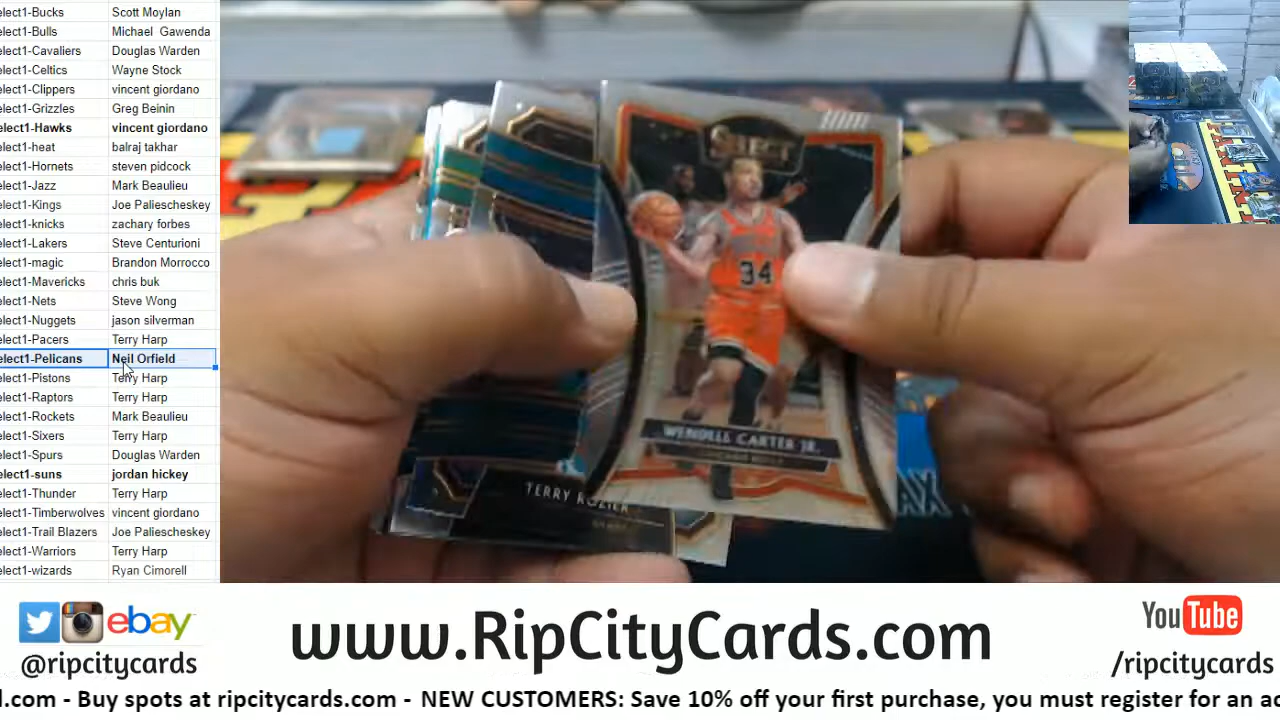 elect1-Bucks Scott Moylan
elect1-Bulls Michael Gawenda
elect1-Cavaliers Douglas Warden
elect1-Celtics Wayne Stock
elect1-Clippers vincent giordano
elect1-Grizzles Greg Beinin
elect1-Hawks vincent giordano
elect1-heat balraj takhar
elect1-Hornets steven pidcock
elect1-Jazz Mark Beaulieu
elect1-Kings Joe Paliescheskey
elect1-knicks zachary forbes
elect1-Lakers Steve Centurioni
elect1-magic Brandon Morrocco
elect1-Mavericks chris buk
elect1-Nets Steve Wong
elect1-Nuggets jason silverman
elect1-Pacers Terry Harp
elect1-Pelicans Neil Orfield
elect1-Pistons Terry Harp
elect1-Raptors Terry Harp
elect1-Rockets Mark Beaulieu
elect1-Sixers Terry Harp
elect1-Spurs Douglas Warden
elect1-suns jordan hickey
elect1-Thunder Terry Harp
elect1-Timberwolves vincent giordano
elect1-Trail Blazers Joe Paliescheskey
elect1-Warriors Terry Harp
elect1-wizards Ryan Cimorell
SELECT
34
WENDELL CARTER JR.
TERRY ROZIER
ebay
@ripcitycards
www.RipCityCards.com
YouTube
/ripcitycards
l.com - Buy spots at ripcitycards.com - NEW CUSTOMERS: Save 10% off your first purchase, you must register for an ac